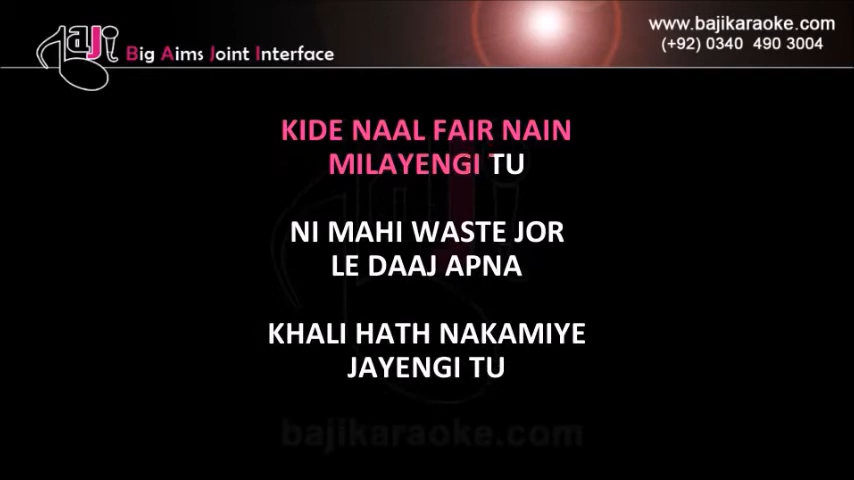 BAJI
Big Aims Joint Interface
www.bajikaraoke.com
(+92) 0340 490 3004
KIDE NAAL FAIR NAIN
MILAYENGI TU
NI MAHI WASTE JOR
LE DAAJ APNA
KHALI HATH NAKAMIYE
JAYENGI TU
bajikaraoke.com